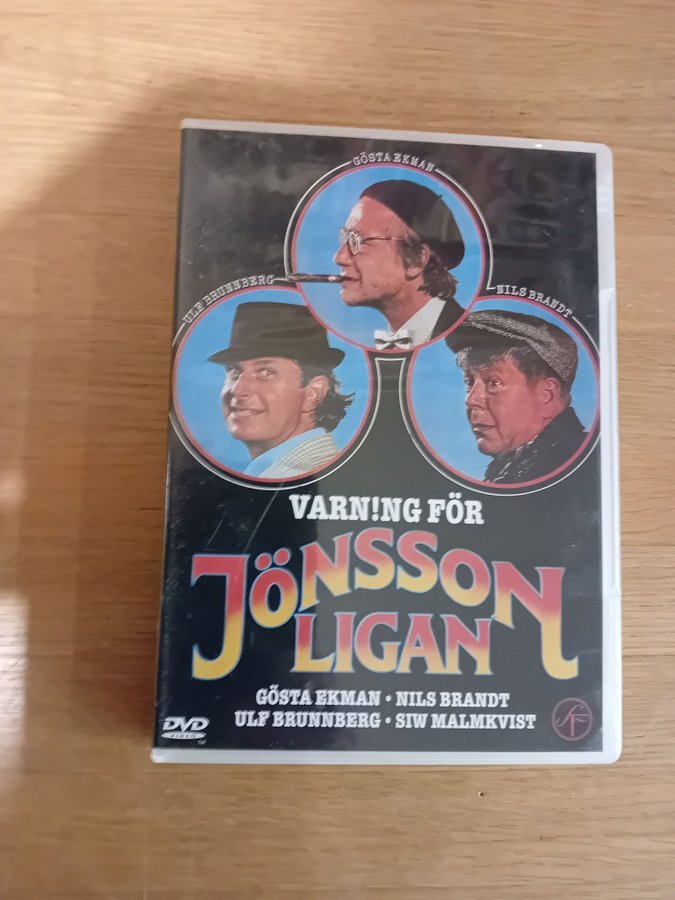 GÖSTA EKMAN
ULF BRUNNBERG
NILS BRANDT
VARN!NG FÖR
JÖNSSON
LIGAN
GÖSTA EKMAN • NILS BRANDT
ULF BRUNNBERG • SIW MALMKVIST
DVD
VIDEO
SF